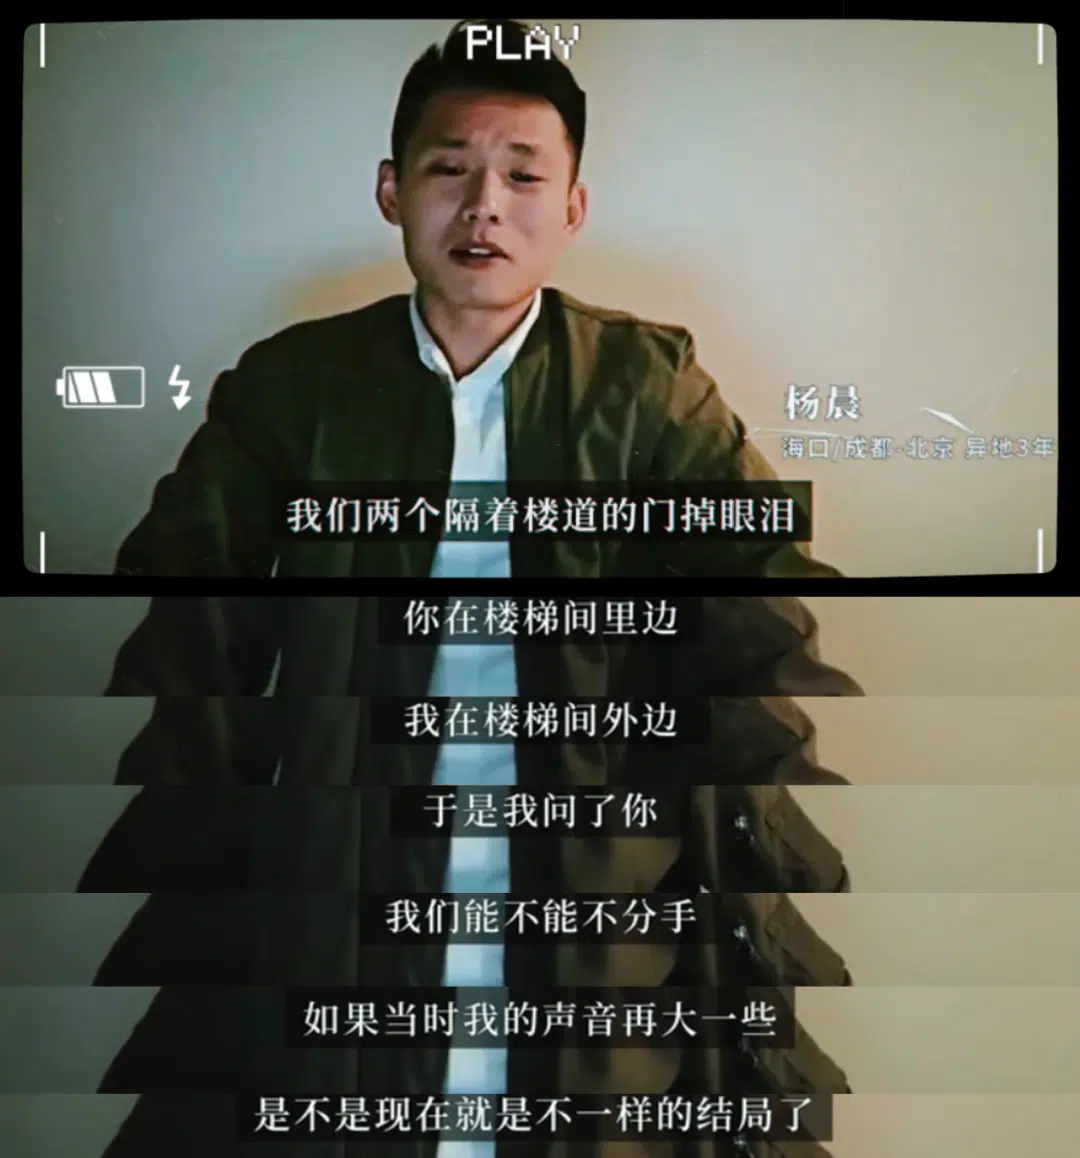 PLAY
杨晨
海口/成都-北京 异地3年
我们两个隔着楼道的门掉眼泪
你在楼梯间里边
我在楼梯间外边
于是我问了你
我们能不能不分手
如果当时我的声音再大一些
是不是现在就是不一样的结局了